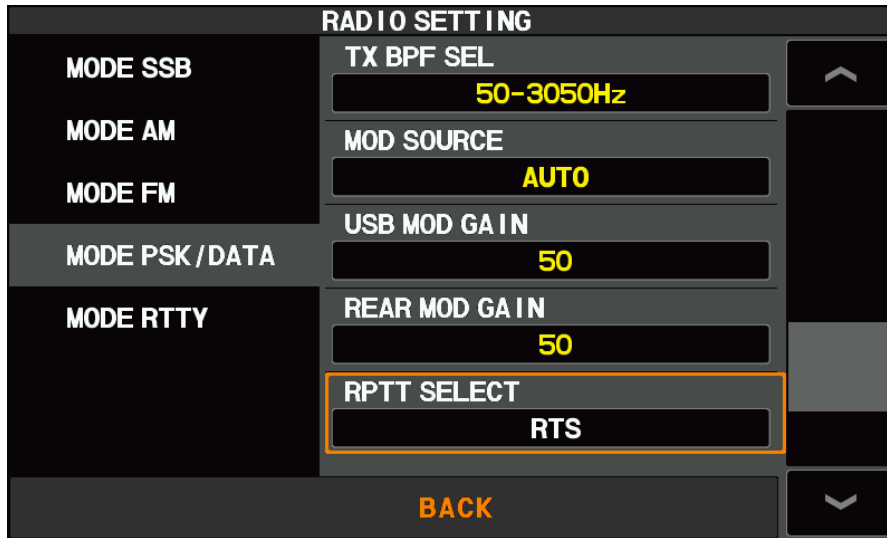 RADIO SETTING
MODE SSB
MODE AM
MODE FM
MODE PSK/DATA
MODE RTTY
TX BPF SEL
50-3050Hz
MOD SOURCE
AUTO
USB MOD GAIN
50
REAR MOD GAIN
50
RPTT SELECT
RTS
BACK